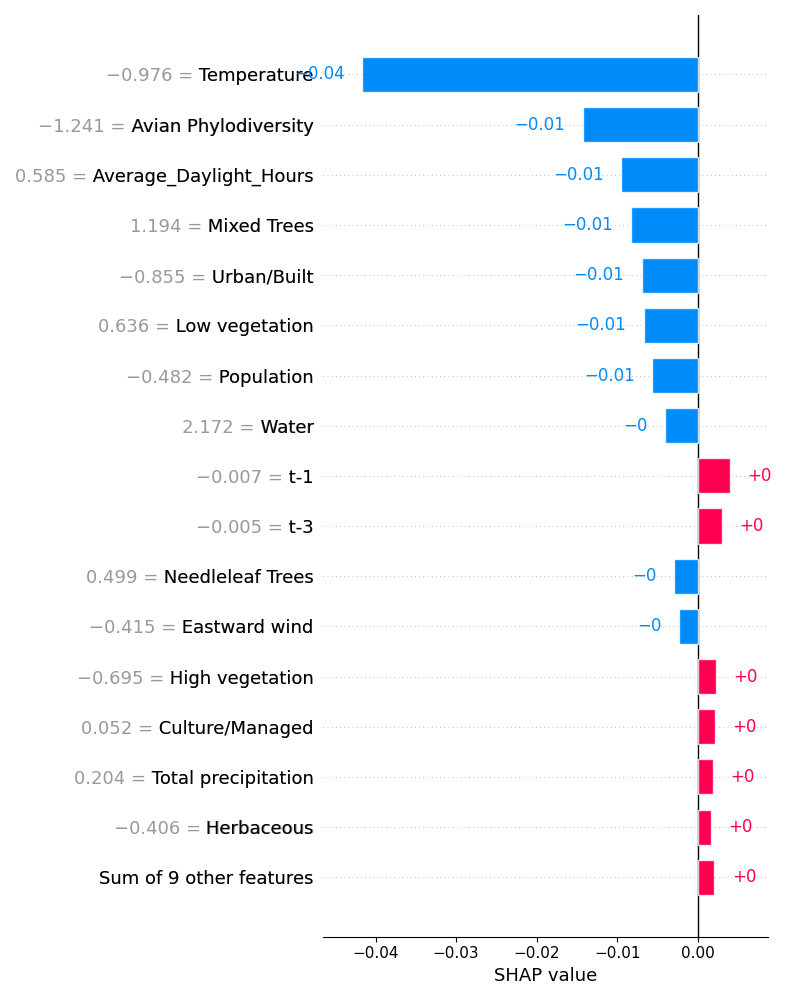 −0.976 = Temperature −0.04
−1.241 = Avian Phylodiversity −0.01
0.585 = Average_Daylight_Hours −0.01
1.194 = Mixed Trees −0.01
−0.855 = Urban/Built −0.01
0.636 = Low vegetation −0.01
−0.482 = Population −0.01
2.172 = Water −0
−0.007 = t-1 +0
−0.005 = t-3 +0
0.499 = Needleleaf Trees −0
−0.415 = Eastward wind −0
−0.695 = High vegetation +0
0.052 = Culture/Managed +0
0.204 = Total precipitation +0
−0.406 = Herbaceous +0
Sum of 9 other features +0
−0.04 −0.03 −0.02 −0.01 0.00
SHAP value